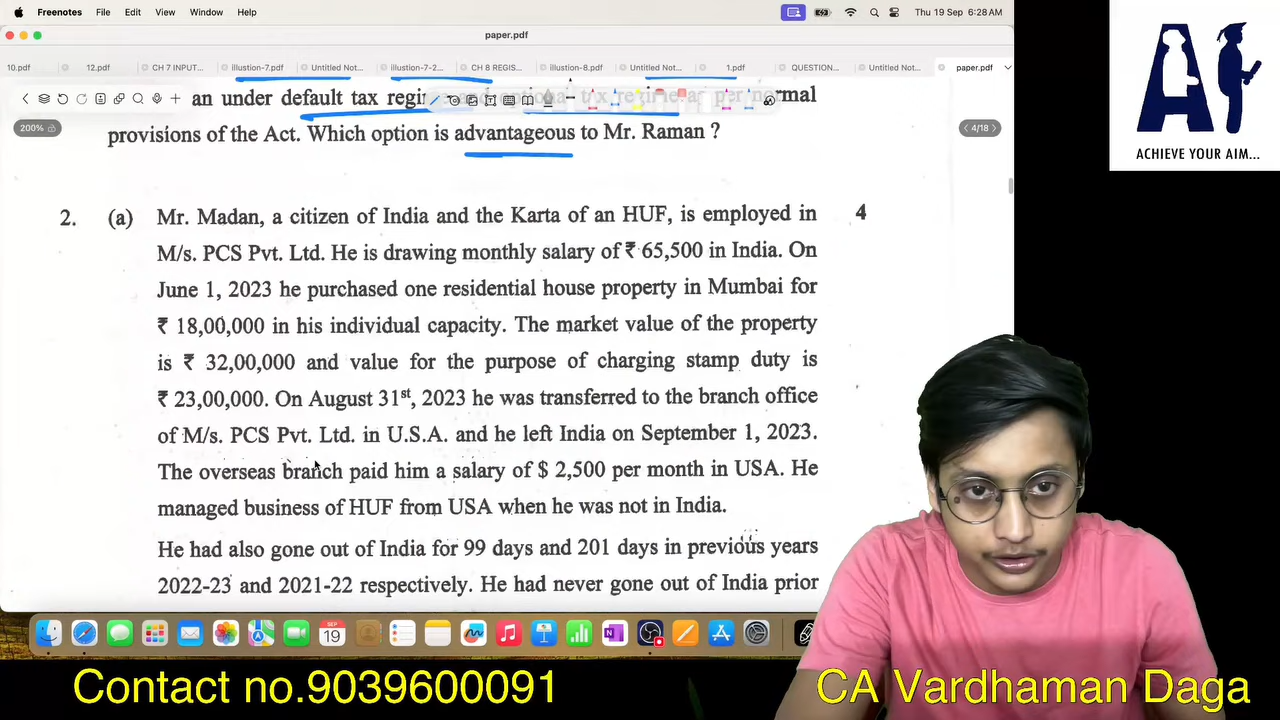 Freenotes File Edit View Window Help Thu 19 Sep 6:28 AM
paper.pdf
10.pdf 12.pdf CH 7 INPUT... illustion-7.pdf Untitled Not... illustion-7-2... CH 8 REGIS... illustion-8.pdf Untitled Not... 1.pdf QUESTION... Untitled Not... paper.pdf
an under default tax as per normal
200% 4/18
provisions of the Act. Which option is advantageous to Mr. Raman ?
2. (a) Mr. Madan, a citizen of India and the Karta of an HUF, is employed in 4
M/s. PCS Pvt. Ltd. He is drawing monthly salary of ₹ 65,500 in India. On
June 1, 2023 he purchased one residential house property in Mumbai for
₹ 18,00,000 in his individual capacity. The market value of the property
is ₹ 32,00,000 and value for the purpose of charging stamp duty is
₹ 23,00,000. On August 31st, 2023 he was transferred to the branch office
of M/s. PCS Pvt. Ltd. in U.S.A. and he left India on September 1, 2023.
The overseas branch paid him a salary of $ 2,500 per month in USA. He
managed business of HUF from USA when he was not in India.
He had also gone out of India for 99 days and 201 days in previous years
2022-23 and 2021-22 respectively. He had never gone out of India prior
SEP
19
Contact no.9039600091
CA Vardhaman Daga
ACHIEVE YOUR AIM...